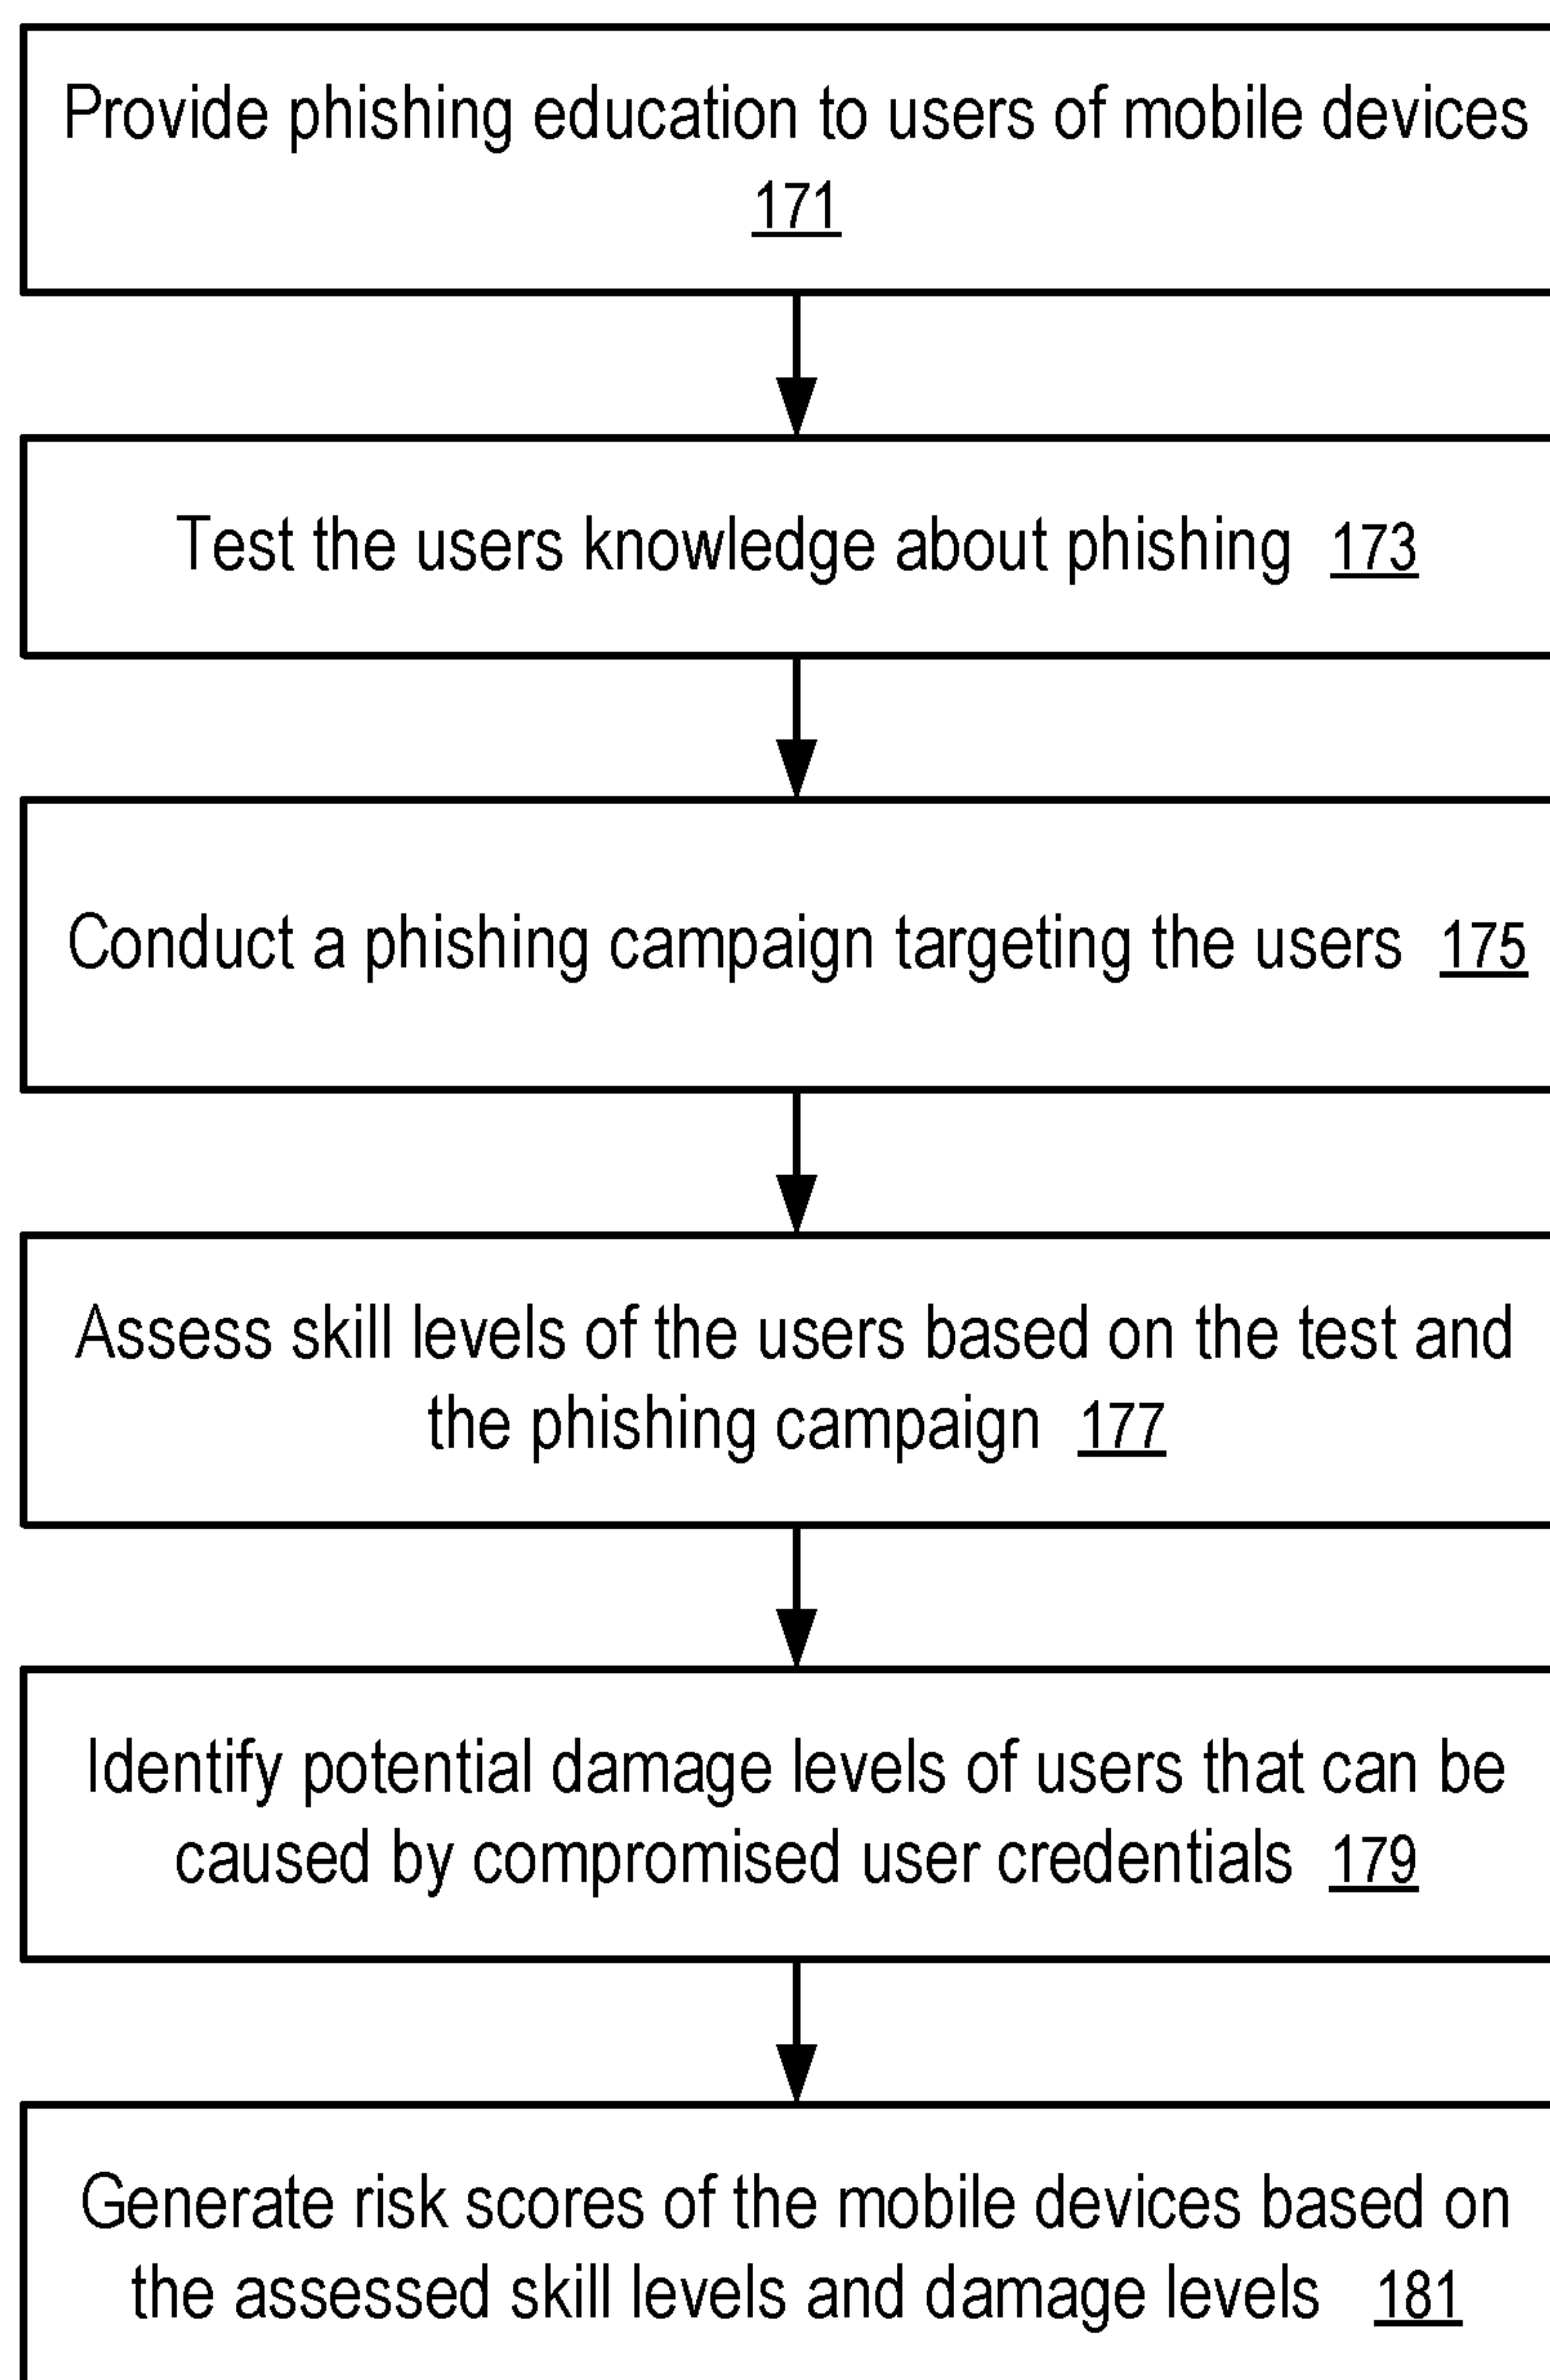 Provide phishing education to users of mobile devices
171
Test the users knowledge about phishing 173
Conduct a phishing campaign targeting the users 175
Assess skill levels of the users based on the test and
the phishing campaign 177
Identify potential damage levels of users that can be
caused by compromised user credentials 179
Generate risk scores of the mobile devices based on
the assessed skill levels and damage levels 181